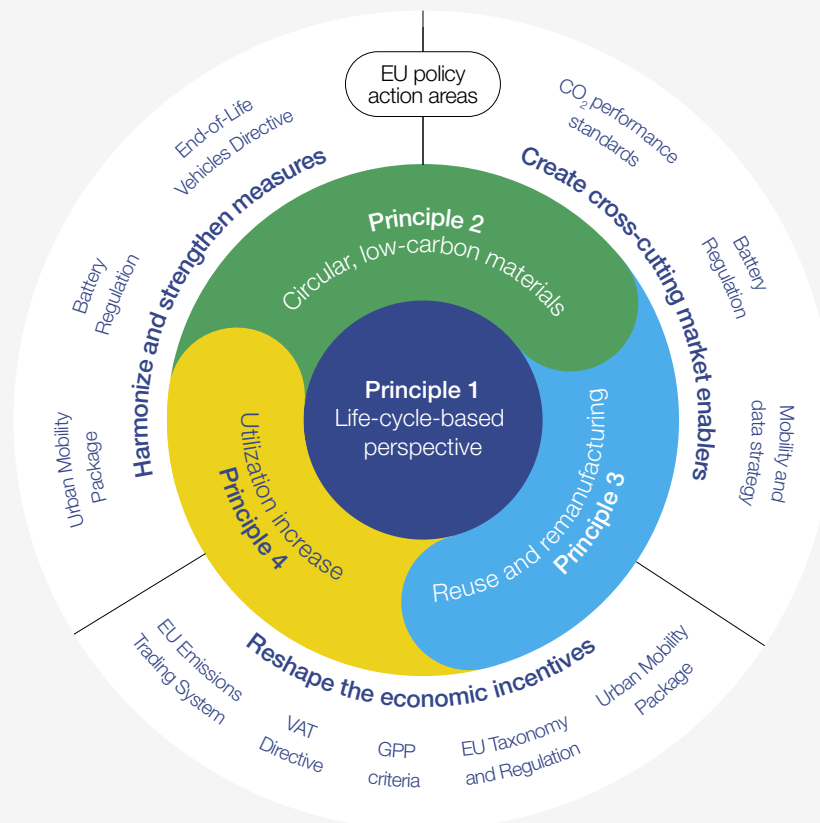 EU policy
action areas
CO₂ performance
standards
Create cross-cutting market enablers
Battery
Regulation
Mobility and
data strategy
End-of-Life
Vehicles Directive
Harmonize and strengthen measures
Battery
Regulation
Urban Mobility
Package
Principle 2
Circular, low-carbon materials
Principle 1
Life-cycle-based
perspective
Reuse and remanufacturing
Principle 3
Utilization increase
Principle 4
Reshape the economic incentives
EU Emissions
Trading System
VAT
Directive
GPP
criteria
EU Taxonomy
and Regulation
Urban Mobility
Package